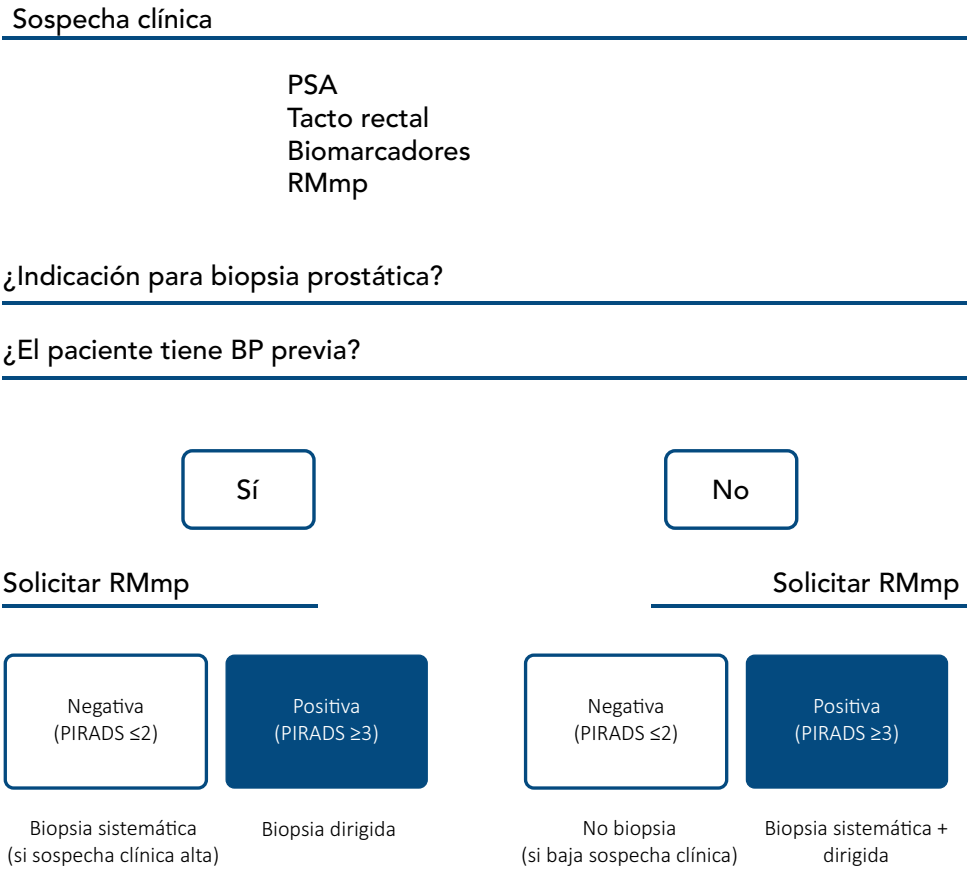 Sospecha clínica
PSA
Tacto rectal
Biomarcadores
RMmp
¿Indicación para biopsia prostática?
¿El paciente tiene BP previa?
Sí
No
Solicitar RMmp
Solicitar RMmp
Negativa
(PIRADS ≤2)
Positiva
(PIRADS ≥3)
Negativa
(PIRADS ≤2)
Positiva
(PIRADS ≥3)
Biopsia sistemática
(si sospecha clínica alta)
Biopsia dirigida
No biopsia
(si baja sospecha clínica)
Biopsia sistemática +
dirigida